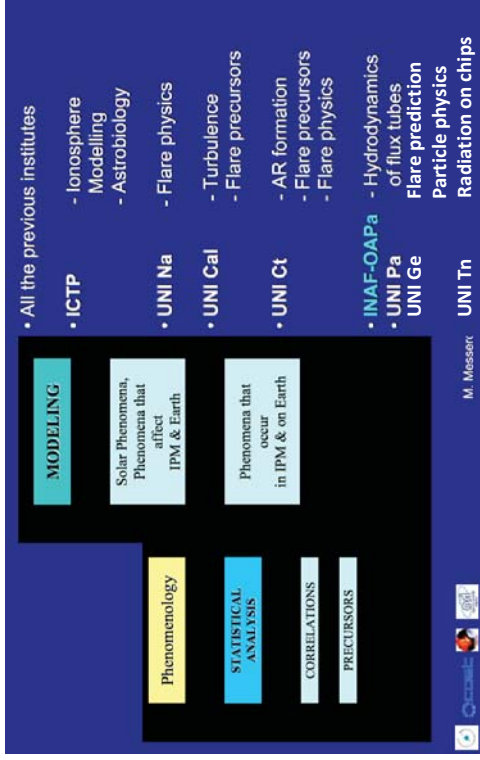 MODELING
Solar Phenomena,
Phenomena that
affect
IPM & Earth
Phenomena that
occur
in IPM & on Earth
Phenomenology
STATISTICAL
ANALYSIS
CORRELATIONS
PRECURSORS
• All the previous institutes
• ICTP - Ionosphere
Modelling
- Astrobiology
• UNI Na - Flare physics
• UNI Cal - Turbulence
- Flare precursors
• UNI Ct - AR formation
- Flare precursors
- Flare physics
• INAF-OAPa - Hydrodynamics
• UNI Pa of flux tubes
UNI Ge Flare prediction
Particle physics
UNI Tn Radiation on chips
M. Messer